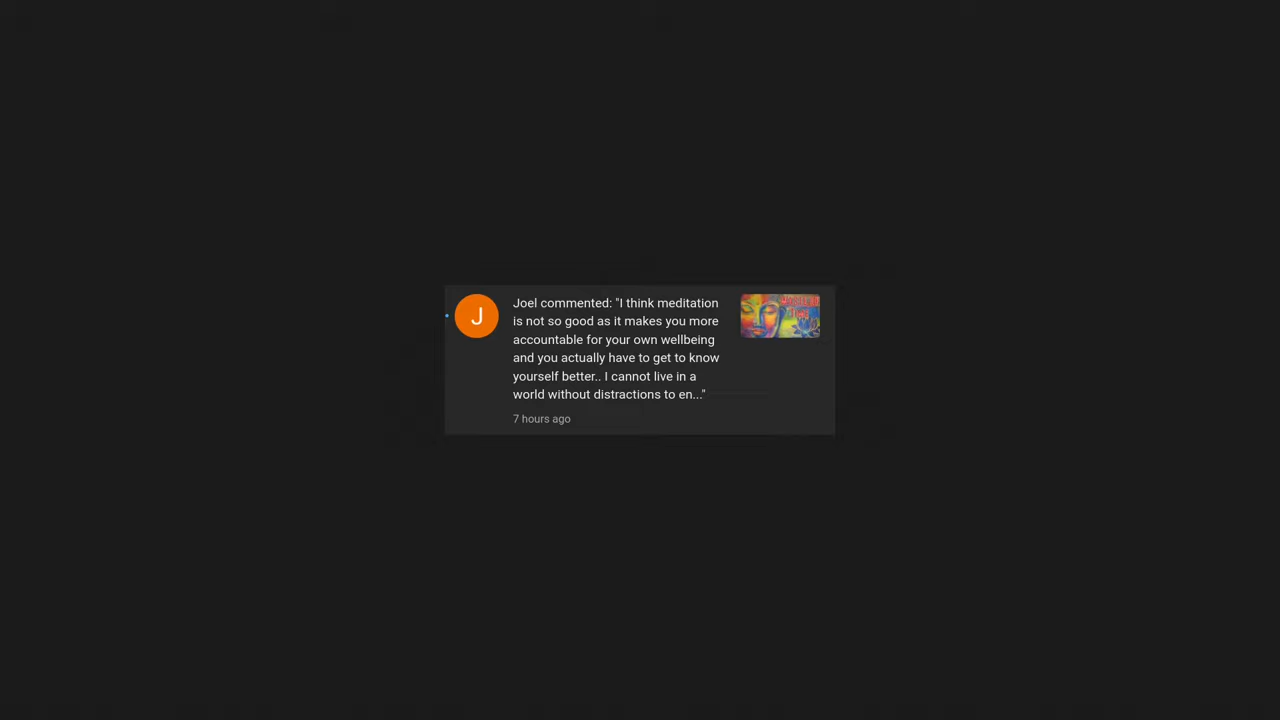 J
Joel commented: "I think meditation
is not so good as it makes you more
accountable for your own wellbeing
and you actually have to get to know
yourself better.. I cannot live in a
world without distractions to en..."
7 hours ago